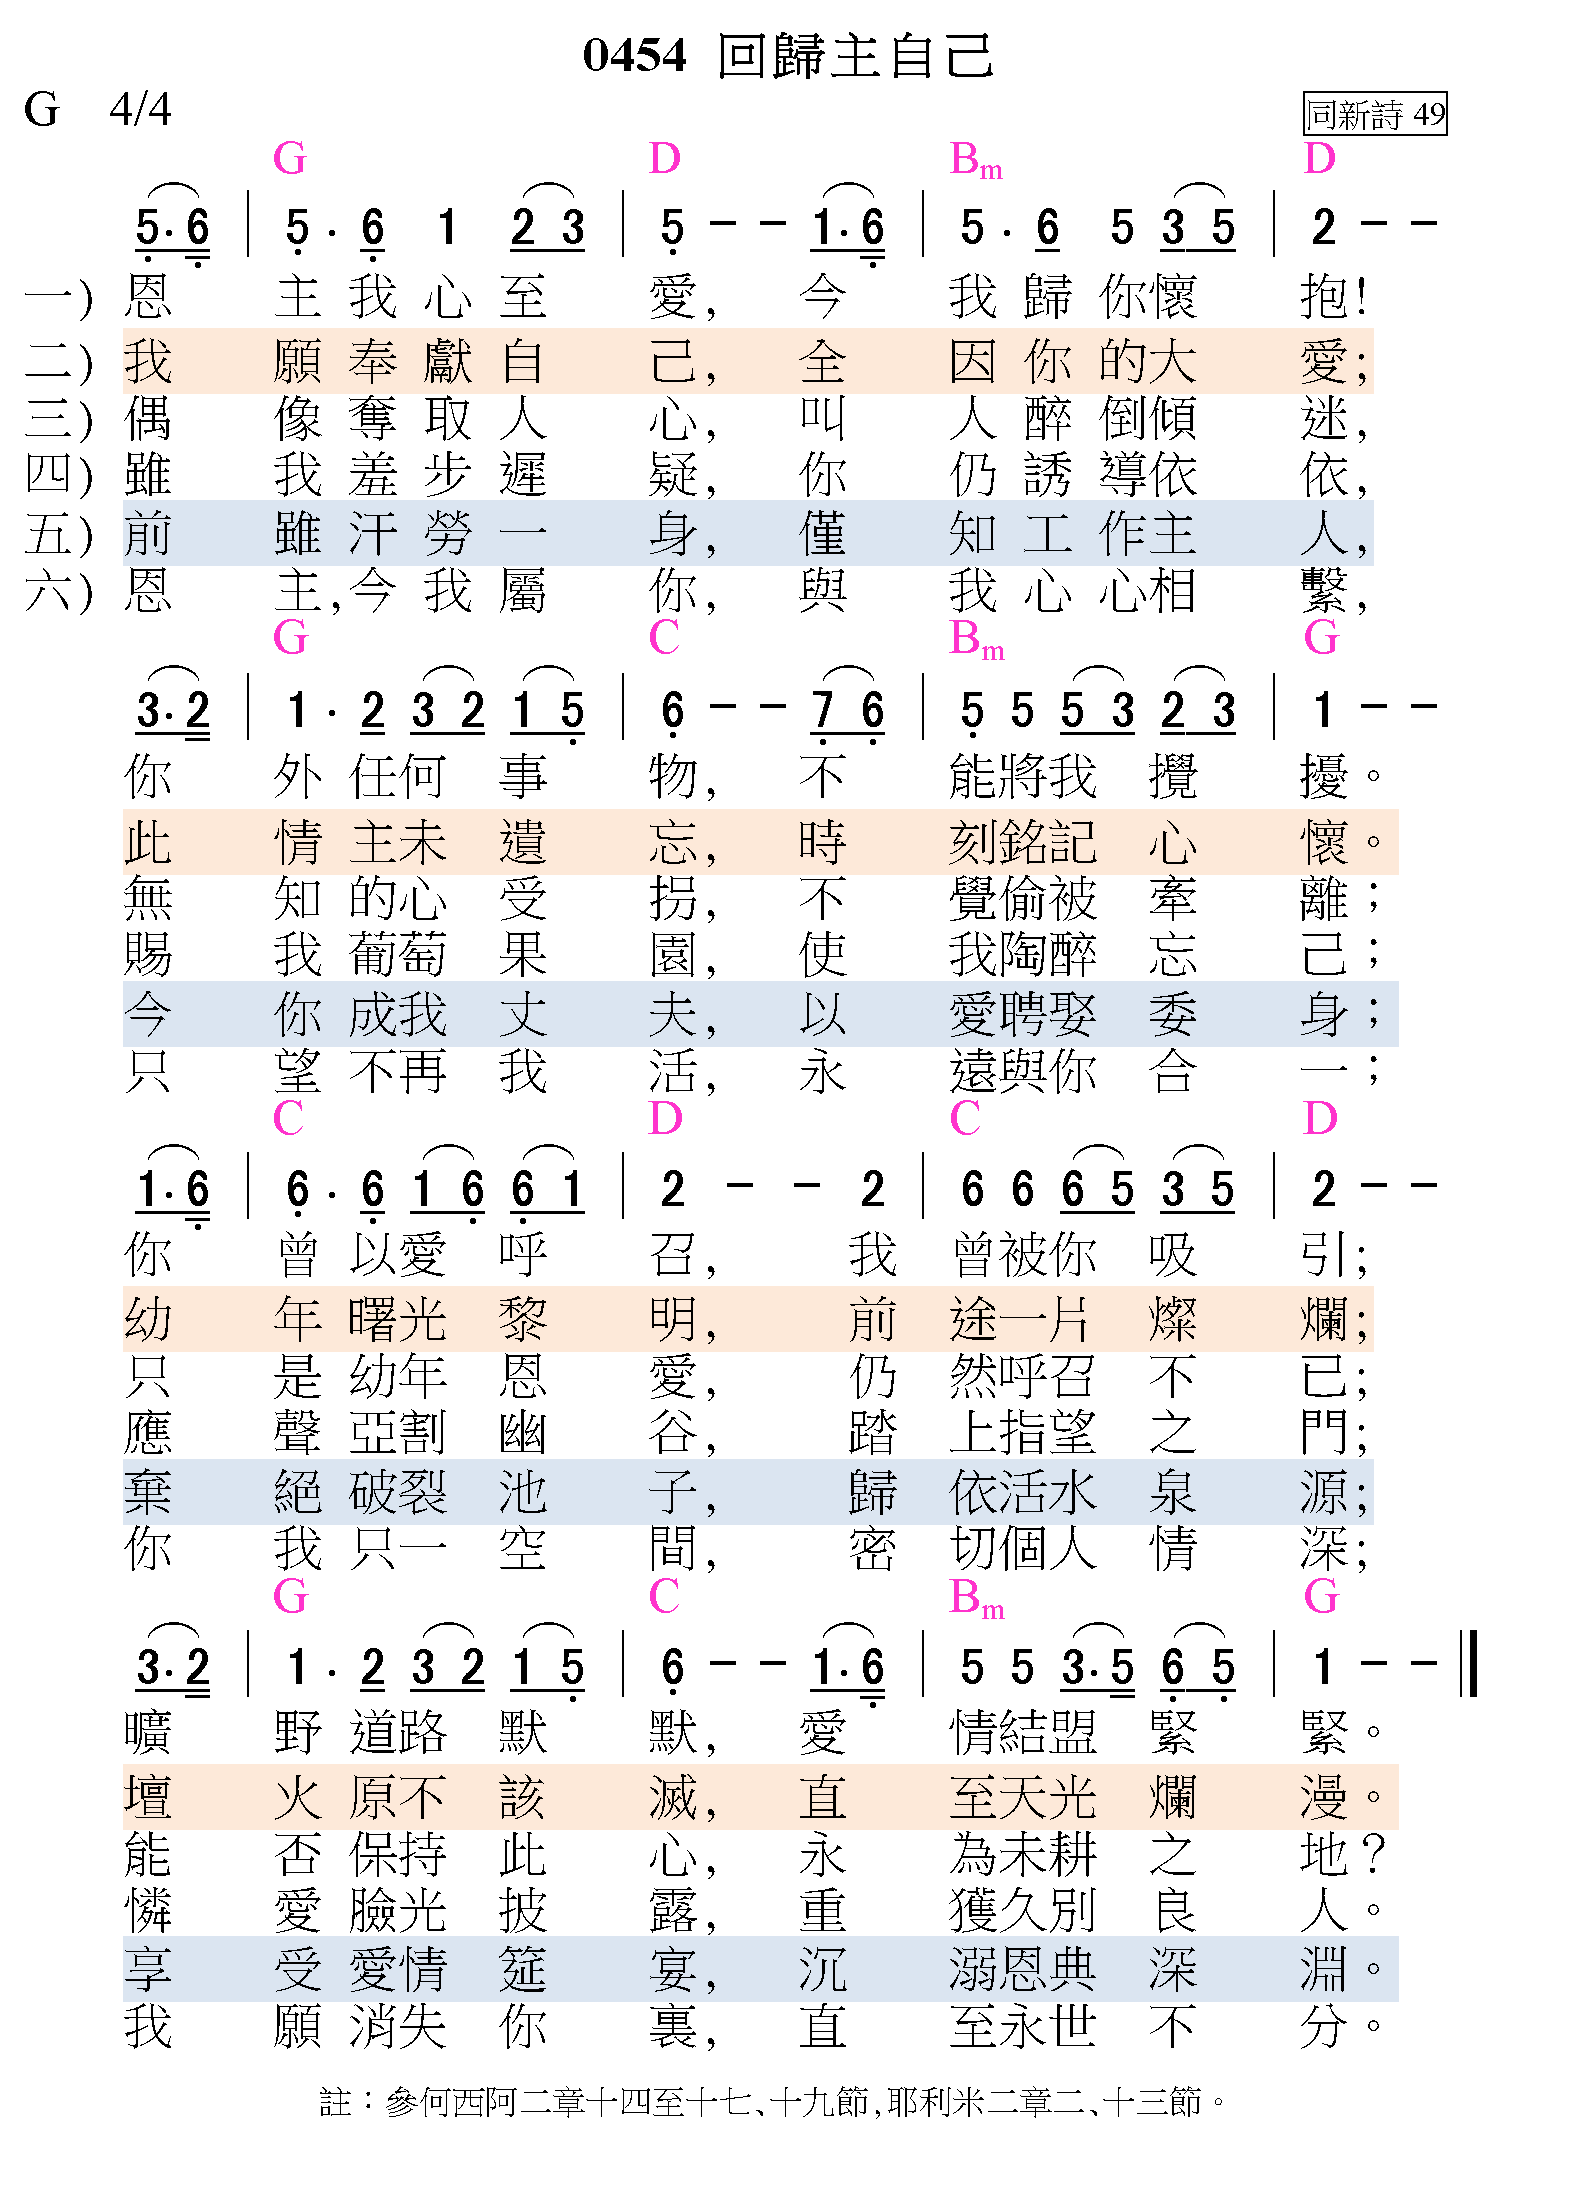 0454 回歸主自己
G 4/4 同新詩 49
G D Bm D
5. 6 | 5 . 6 1 2 3 | 5 - - 1. 6 | 5 . 6 5 3 5 | 2 - -
一) 恩 主 我 心 至 愛, 今 我 歸 你懷 抱!
二) 我 願 奉 獻 自 己, 全 因 你 的大 愛;
三) 偶 像 奪 取 人 心, 叫 人 醉 倒傾 迷,
四) 雖 我 羞 步 遲 疑, 你 仍 誘 導依 依,
五) 前 雖 汗 勞 一 身, 僅 知 工 作主 人,
六) 恩 主,今 我 屬 你, 與 我 心 心相 繫,
G C Bm G
3. 2 | 1 . 2 3 2 1 5 | 6 - - 7 6 | 5 5 5 3 2 3 | 1 - -
你 外 任何 事 物, 不 能將我 攪 擾。
此 情 主未 遺 忘, 時 刻銘記 心 懷。
無 知 的心 受 拐, 不 覺偷被 牽 離；
賜 我 葡萄 果 園, 使 我陶醉 忘 己；
今 你 成我 丈 夫, 以 愛聘娶 委 身；
只 望 不再 我 活, 永 遠與你 合 一；
C D C D
1. 6 | 6 . 6 1 6 6 1 | 2 - - 2 | 6 6 6 5 3 5 | 2 - -
你 曾 以愛 呼 召, 我 曾被你 吸 引;
幼 年 曙光 黎 明, 前 途一片 燦 爛;
只 是 幼年 恩 愛, 仍 然呼召 不 已;
應 聲 亞割 幽 谷, 踏 上指望 之 門;
棄 絕 破裂 池 子, 歸 依活水 泉 源;
你 我 只一 空 間, 密 切個人 情 深;
G C Bm G
3. 2 | 1 . 2 3 2 1 5 | 6 - - 1. 6 | 5 5 3. 5 6 5 | 1 - - ‖
曠 野 道路 默 默, 愛 情結盟 緊 緊。
壇 火 原不 該 滅, 直 至天光 爛 漫。
能 否 保持 此 心, 永 為未耕 之 地?
憐 愛 臉光 披 露, 重 獲久別 良 人。
享 受 愛情 筵 宴, 沉 溺恩典 深 淵。
我 願 消失 你 裏, 直 至永世 不 分。
註：參何西阿二章十四至十七、十九節,耶利米二章二、十三節。